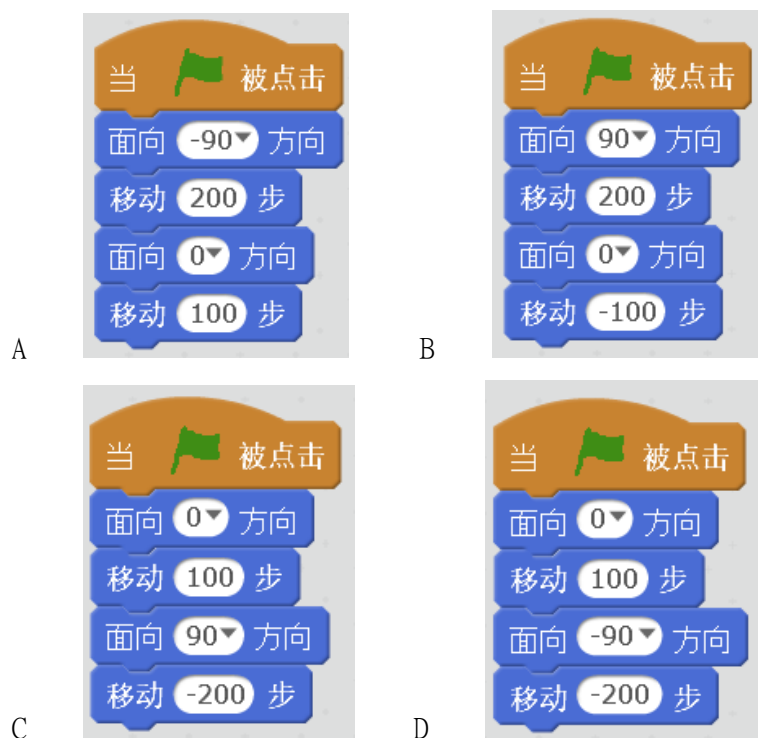 当 被点击
面向 -90 方向
移动 200 步
面向 0 方向
移动 100 步
A
当 被点击
面向 90 方向
移动 200 步
面向 0 方向
移动 -100 步
B
当 被点击
面向 0 方向
移动 100 步
面向 90 方向
移动 -200 步
C
当 被点击
面向 0 方向
移动 100 步
面向 -90 方向
移动 -200 步
D